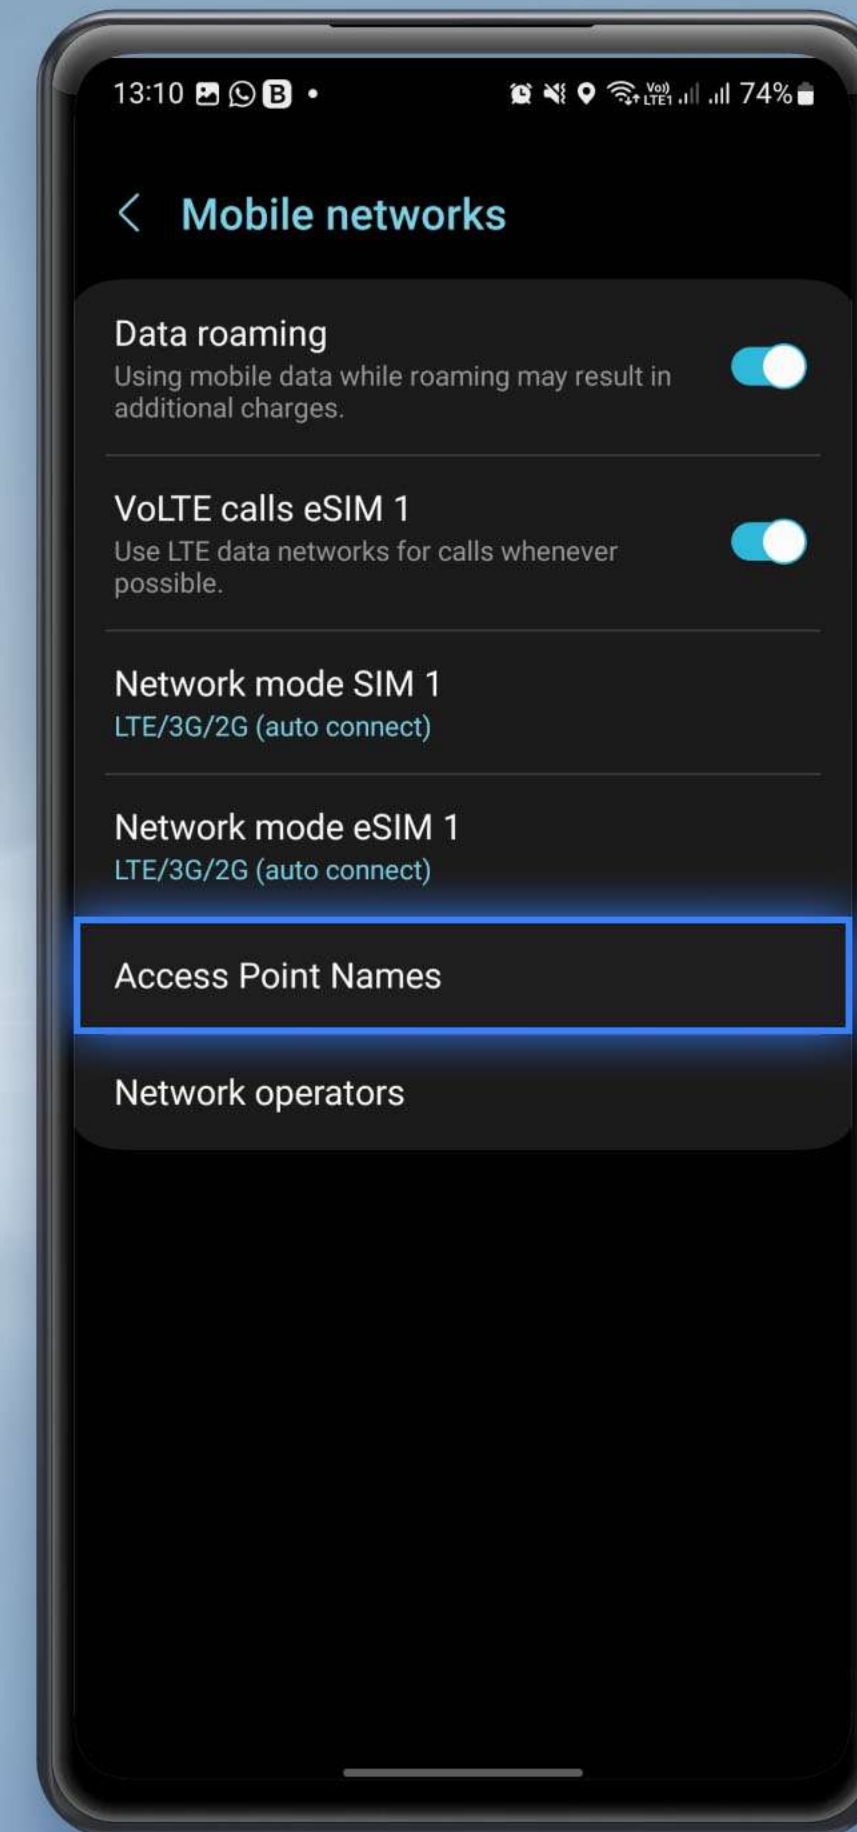 13:10 B 74%
Vo)) LTE1
Mobile networks
Data roaming
Using mobile data while roaming may result in
additional charges.
VoLTE calls eSIM 1
Use LTE data networks for calls whenever
possible.
Network mode SIM 1
LTE/3G/2G (auto connect)
Network mode eSIM 1
LTE/3G/2G (auto connect)
Access Point Names
Network operators